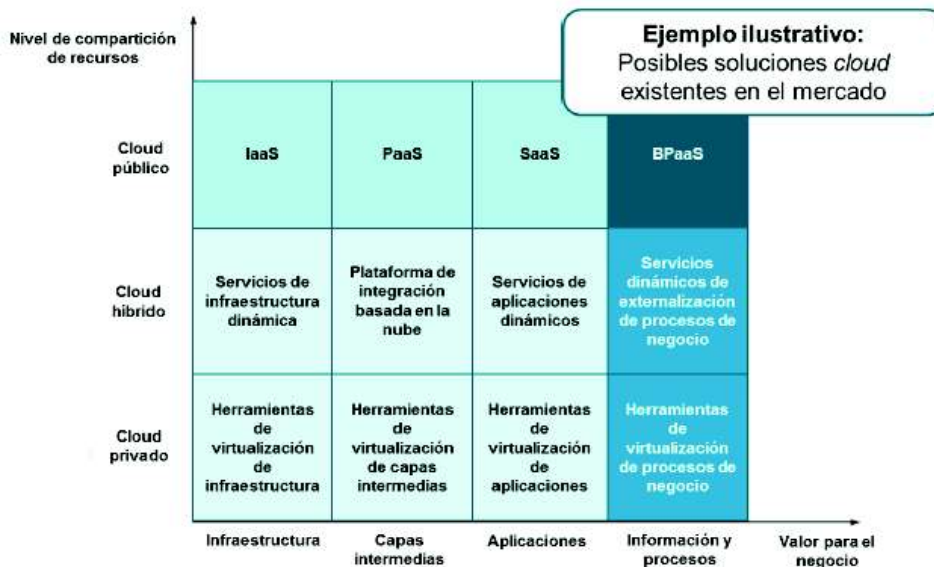 Nivel de compartición
de recursos
Ejemplo ilustrativo:
Posibles soluciones cloud
existentes en el mercado
Cloud
público
IaaS
PaaS
SaaS
BPaaS
Cloud
híbrido
Servicios de
infraestructura
dinámica
Plataforma de
integración
basada en la
nube
Servicios de
aplicaciones
dinámicos
Servicios
dinámicos de
externalización
de procesos de
negocio
Cloud
privado
Herramientas
de
virtualización
de
infraestructura
Herramientas
de
virtualización
de capas
intermedias
Herramientas
de
virtualización
de
aplicaciones
Herramientas
de
virtualización
de procesos de
negocio
Infraestructura
Capas
intermedias
Aplicaciones
Información y
procesos
Valor para el
negocio